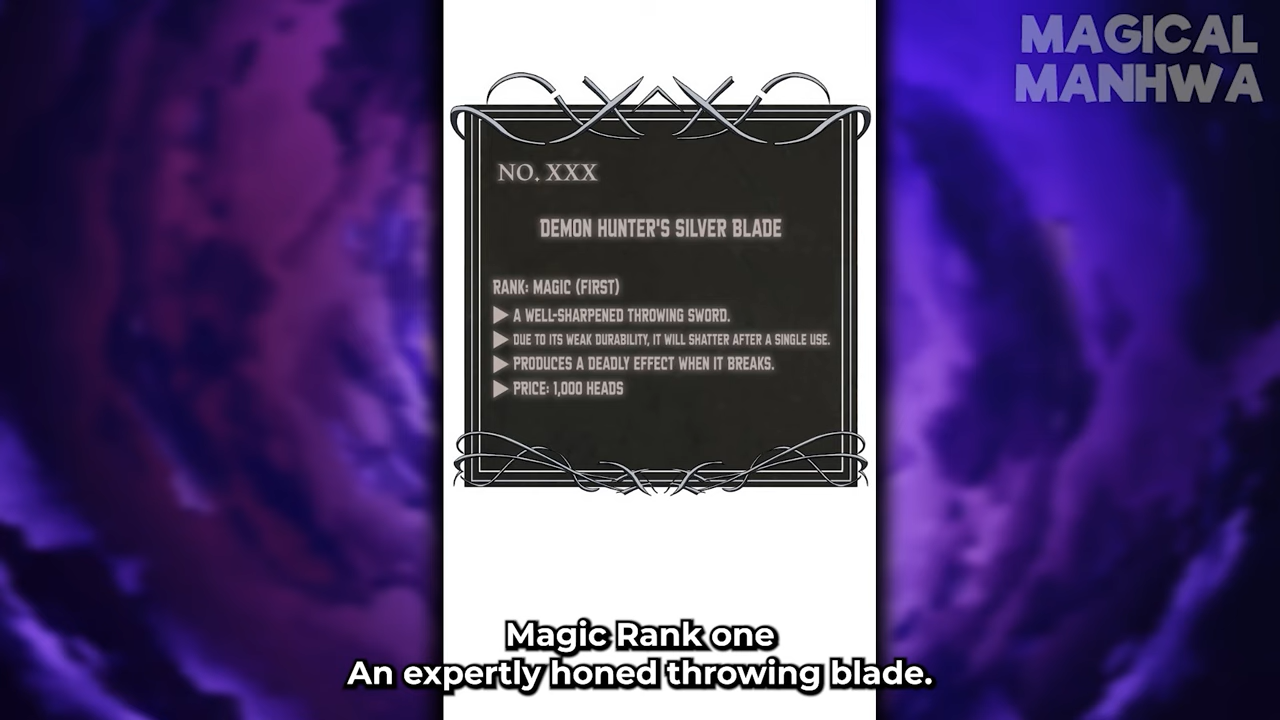 MAGICAL
MANHWA
NO. XXX
DEMON HUNTER'S SILVER BLADE
RANK: MAGIC (FIRST)
▶ A WELL-SHARPENED THROWING SWORD.
▶ DUE TO ITS WEAK DURABILITY, IT WILL SHATTER AFTER A SINGLE USE.
▶ PRODUCES A DEADLY EFFECT WHEN IT BREAKS.
▶ PRICE: 1,000 HEADS
Magic Rank one
An expertly honed throwing blade.